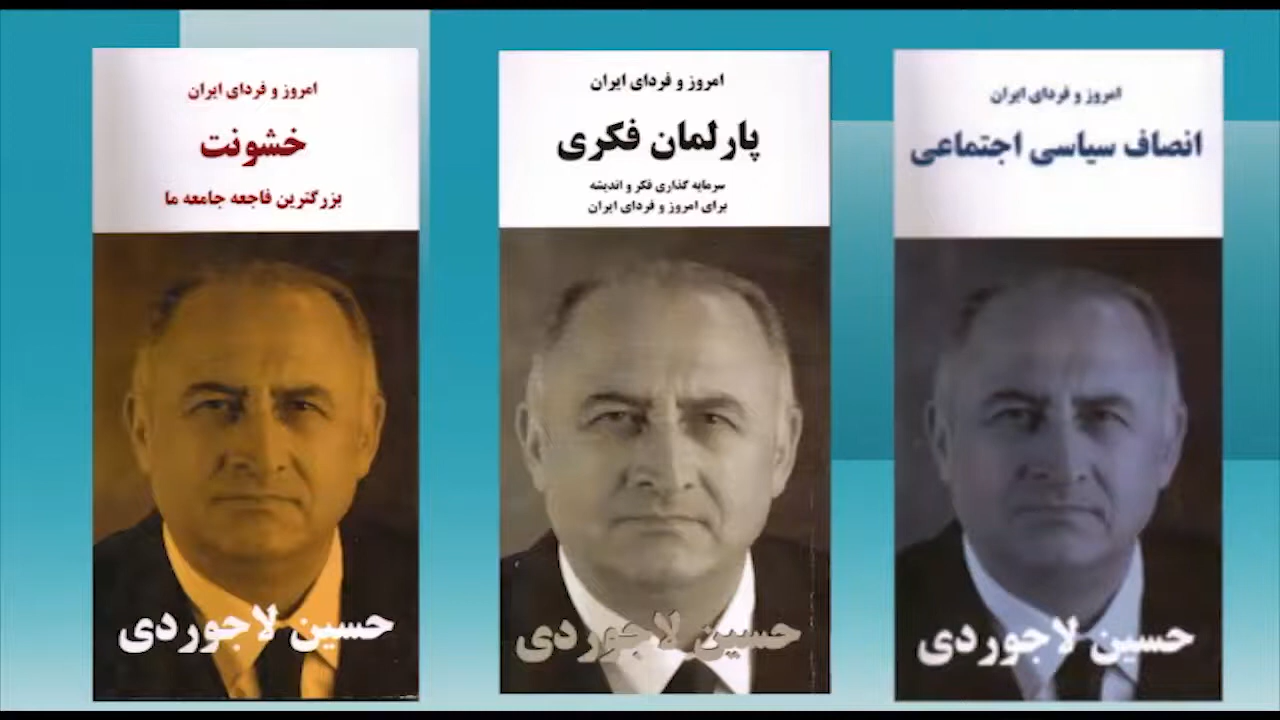 امروز و فردای ایران
انصاف سیاسی اجتماعی
حسین لاجوردی
امروز و فردای ایران
پارلمان فکری
سرمایه گذاری فکر و اندیشه
برای امروز و فردای ایران
حسین لاجوردی
امروز و فردای ایران
خشونت
بزرگترین فاجعه جامعه ما
حسین لاجوردی